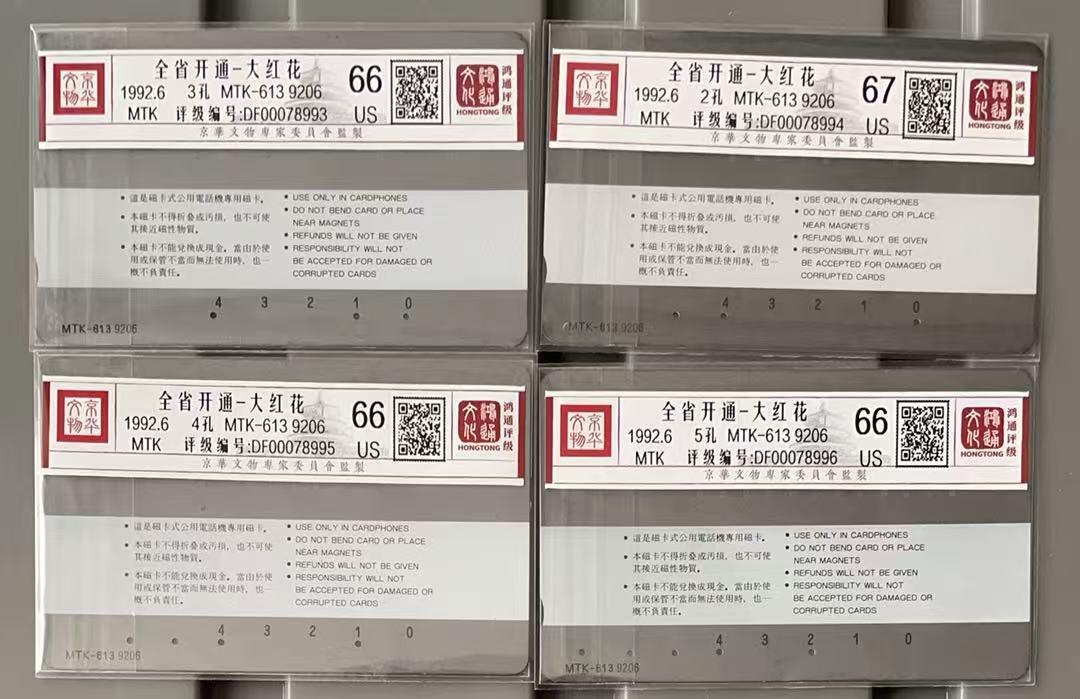 京华
文物
全省开通-大红花
1992.6 3孔 MTK-613 9206
MTK 评级编号:DF00078993
66
US
鸿通
文化
HONGTONG
鸿通评级
京華文物專家委員會監製
• 這是磁卡式公用電話機專用磁卡。
• 本磁卡不得折叠或污損，也不可使
其接近磁性物質。
• 本磁卡不能兌換成現金。當由於使
用或保管不當而無法使用時，也一
概不負責任。
• USE ONLY IN CARDPHONES
• DO NOT BEND CARD OR PLACE
NEAR MAGNETS
• REFUNDS WILL NOT BE GIVEN
• RESPONSIBILITY WILL NOT
BE ACCEPTED FOR DAMAGED OR
CORRUPTED CARDS
4 3 2 1 0
MTK-613 9206
京华
文物
全省开通-大红花
1992.6 2孔 MTK-613 9206
MTK 评级编号:DF00078994
67
US
鸿通
文化
HONGTONG
鸿通评级
京華文物專家委員會監製
• 這是磁卡式公用電話機專用磁卡。
• 本磁卡不得折叠或污損，也不可使
其接近磁性物質。
• 本磁卡不能兌換成現金。當由於使
用或保管不當而無法使用時，也一
概不負責任。
• USE ONLY IN CARDPHONES
• DO NOT BEND CARD OR PLACE
NEAR MAGNETS
• REFUNDS WILL NOT BE GIVEN
• RESPONSIBILITY WILL NOT
BE ACCEPTED FOR DAMAGED OR
CORRUPTED CARDS
4 3 2 1 0
MTK-613 9206
京华
文物
全省开通-大红花
1992.6 4孔 MTK-613 9206
MTK 评级编号:DF00078995
66
US
鸿通
文化
HONGTONG
鸿通评级
京華文物專家委員會監製
• 這是磁卡式公用電話機專用磁卡。
• 本磁卡不得折叠或污損，也不可使
其接近磁性物質。
• 本磁卡不能兌換成現金。當由於使
用或保管不當而無法使用時，也一
概不負責任。
• USE ONLY IN CARDPHONES
• DO NOT BEND CARD OR PLACE
NEAR MAGNETS
• REFUNDS WILL NOT BE GIVEN
• RESPONSIBILITY WILL NOT
BE ACCEPTED FOR DAMAGED OR
CORRUPTED CARDS
4 3 2 1 0
MTK-613 9206
京华
文物
全省开通-大红花
1992.6 5孔 MTK-613 9206
MTK 评级编号:DF00078996
66
US
鸿通
文化
HONGTONG
鸿通评级
京華文物專家委員會監製
• 這是磁卡式公用電話機專用磁卡。
• 本磁卡不得折叠或污損，也不可使
其接近磁性物質。
• 本磁卡不能兌換成現金。當由於使
用或保管不當而無法使用時，也一
概不負責任。
• USE ONLY IN CARDPHONES
• DO NOT BEND CARD OR PLACE
NEAR MAGNETS
• REFUNDS WILL NOT BE GIVEN
• RESPONSIBILITY WILL NOT
BE ACCEPTED FOR DAMAGED OR
CORRUPTED CARDS
4 3 2 1 0
MTK-613 9206